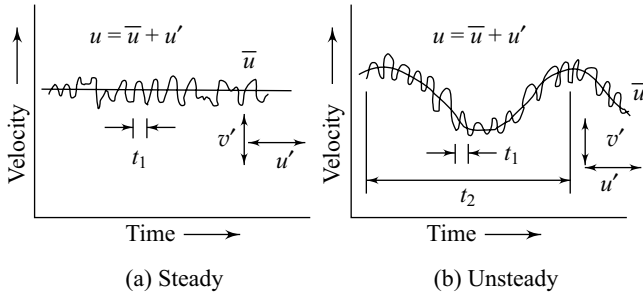 u = u̅ + u′
u̅
Velocity
t₁
v′
u′
Time
(a) Steady
u = u̅ + u′
u̅
Velocity
t₁
v′
t₂
u′
Time
(b) Unsteady